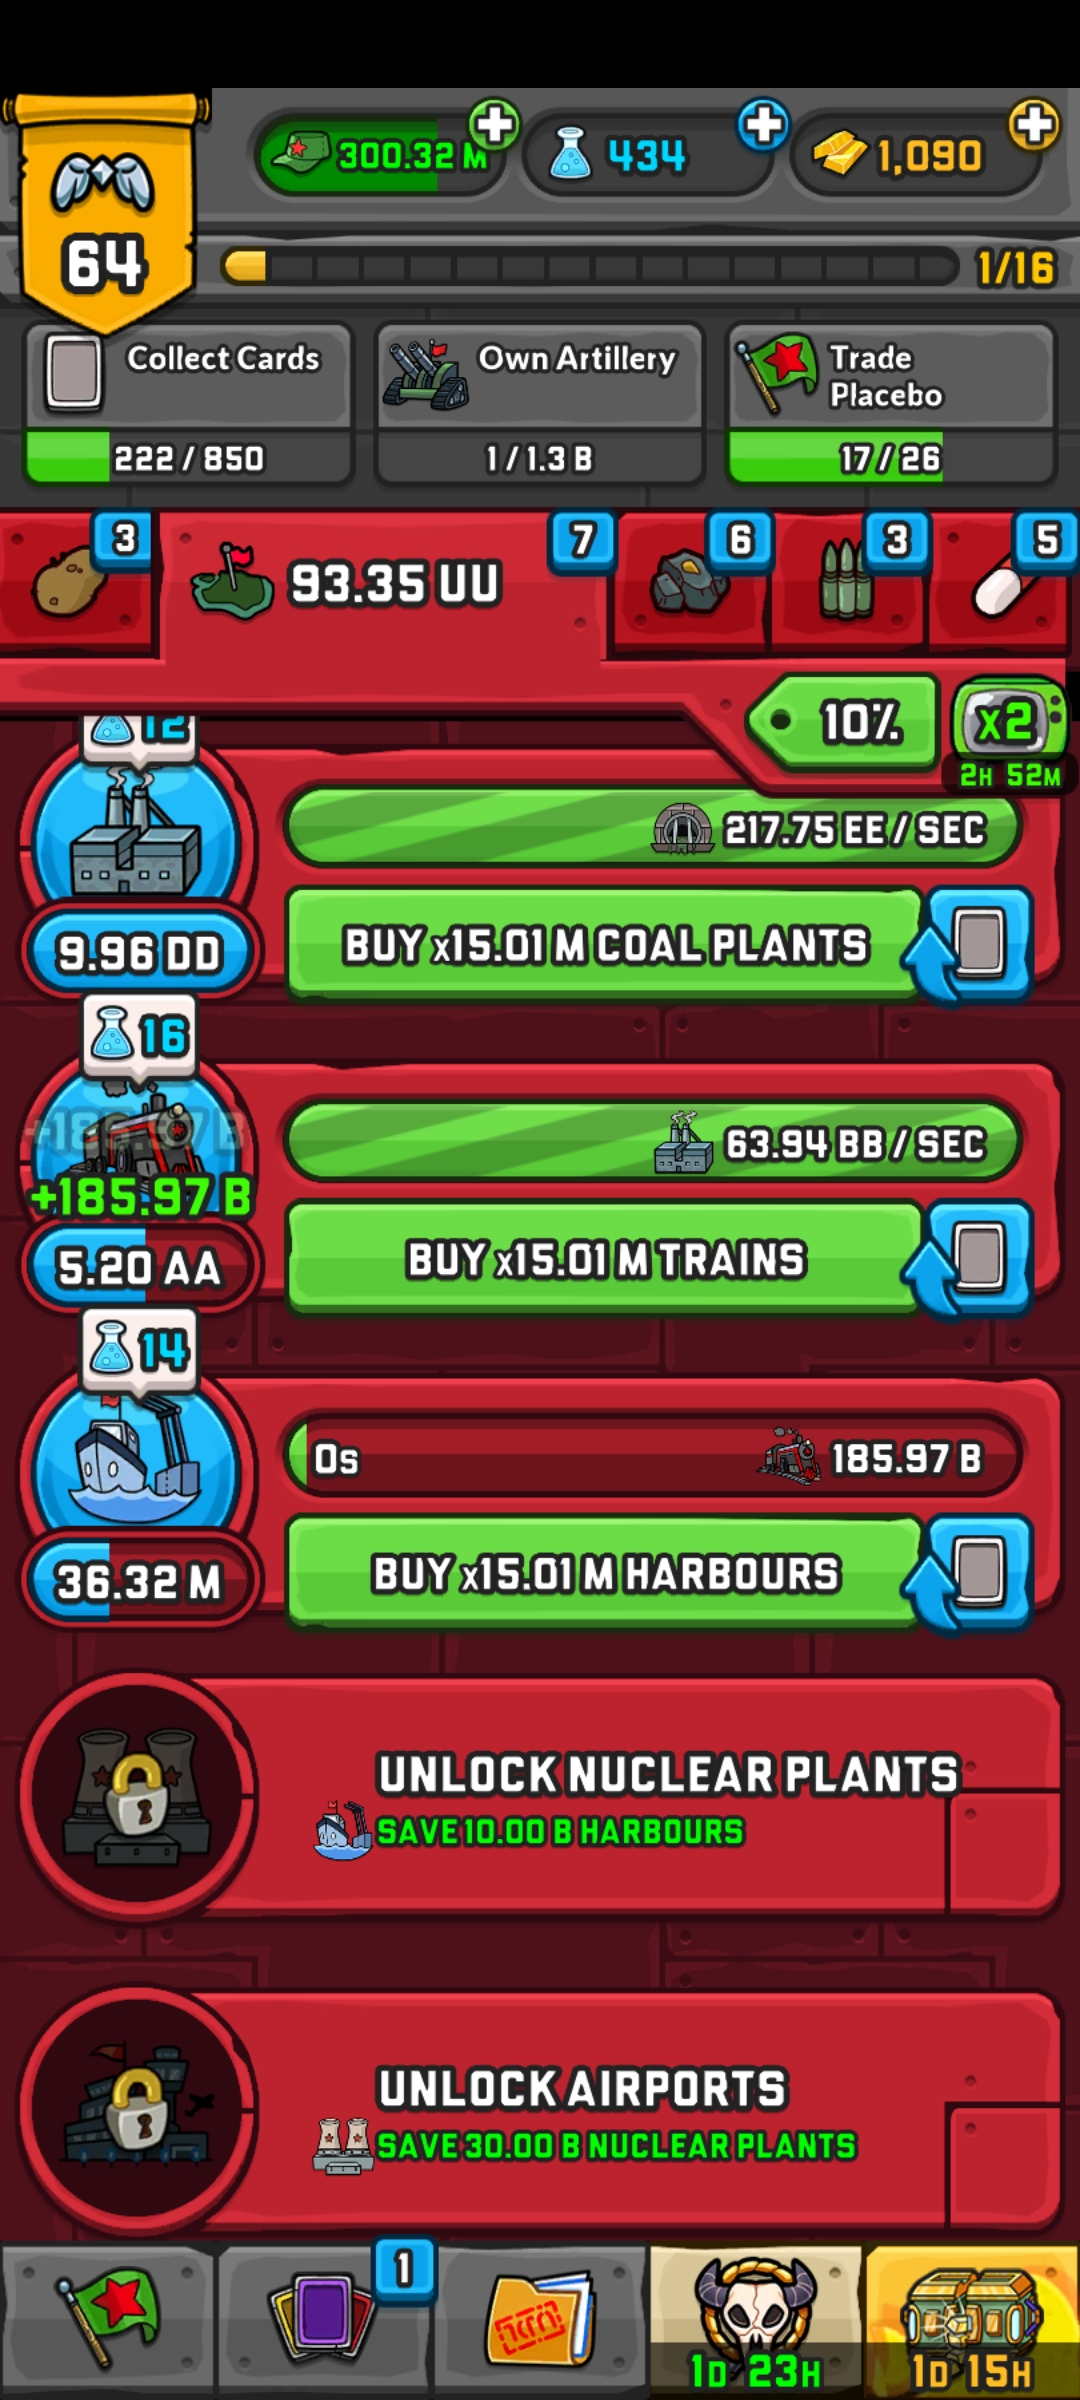 64
300.32 M
434
1,090
1/16
Collect Cards
222 / 850
Own Artillery
1 / 1.3 B
Trade
Placebo
17 / 26
3
93.35 UU
7
6
3
5
10%
x2
2H 52M
12
217.75 EE / SEC
BUY x15.01 M COAL PLANTS
9.96 DD
16
63.94 BB / SEC
+185.97 B
+185.97 B
BUY x15.01 M TRAINS
5.20 AA
14
0s
185.97 B
BUY x15.01 M HARBOURS
36.32 M
UNLOCK NUCLEAR PLANTS
SAVE 10.00 B HARBOURS
UNLOCK AIRPORTS
SAVE 30.00 B NUCLEAR PLANTS
1
1D 23H
1D 15H